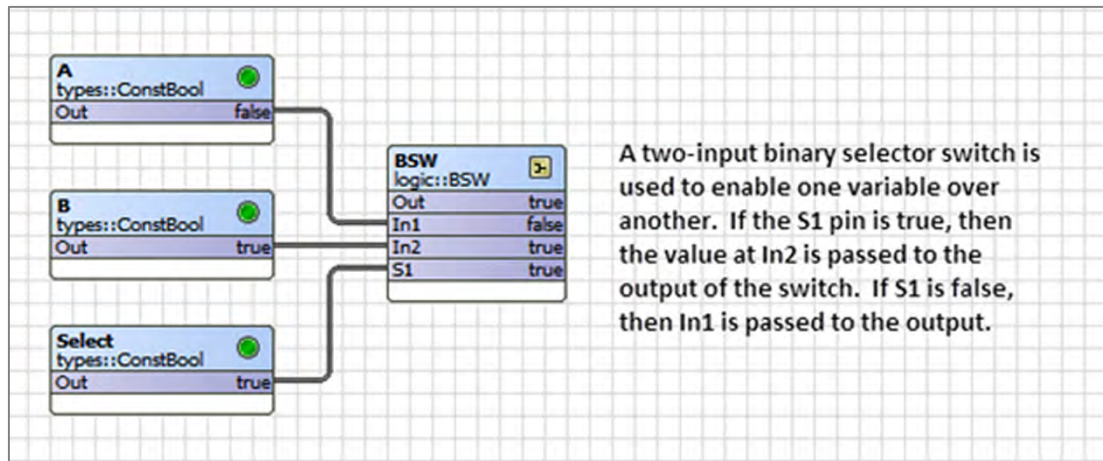 A
types::ConstBool
Out false
B
types::ConstBool
Out true
Select
types::ConstBool
Out true
BSW
logic::BSW
Out true
In1 false
In2 true
S1 true
A two-input binary selector switch is
used to enable one variable over
another. If the S1 pin is true, then
the value at In2 is passed to the
output of the switch. If S1 is false,
then In1 is passed to the output.